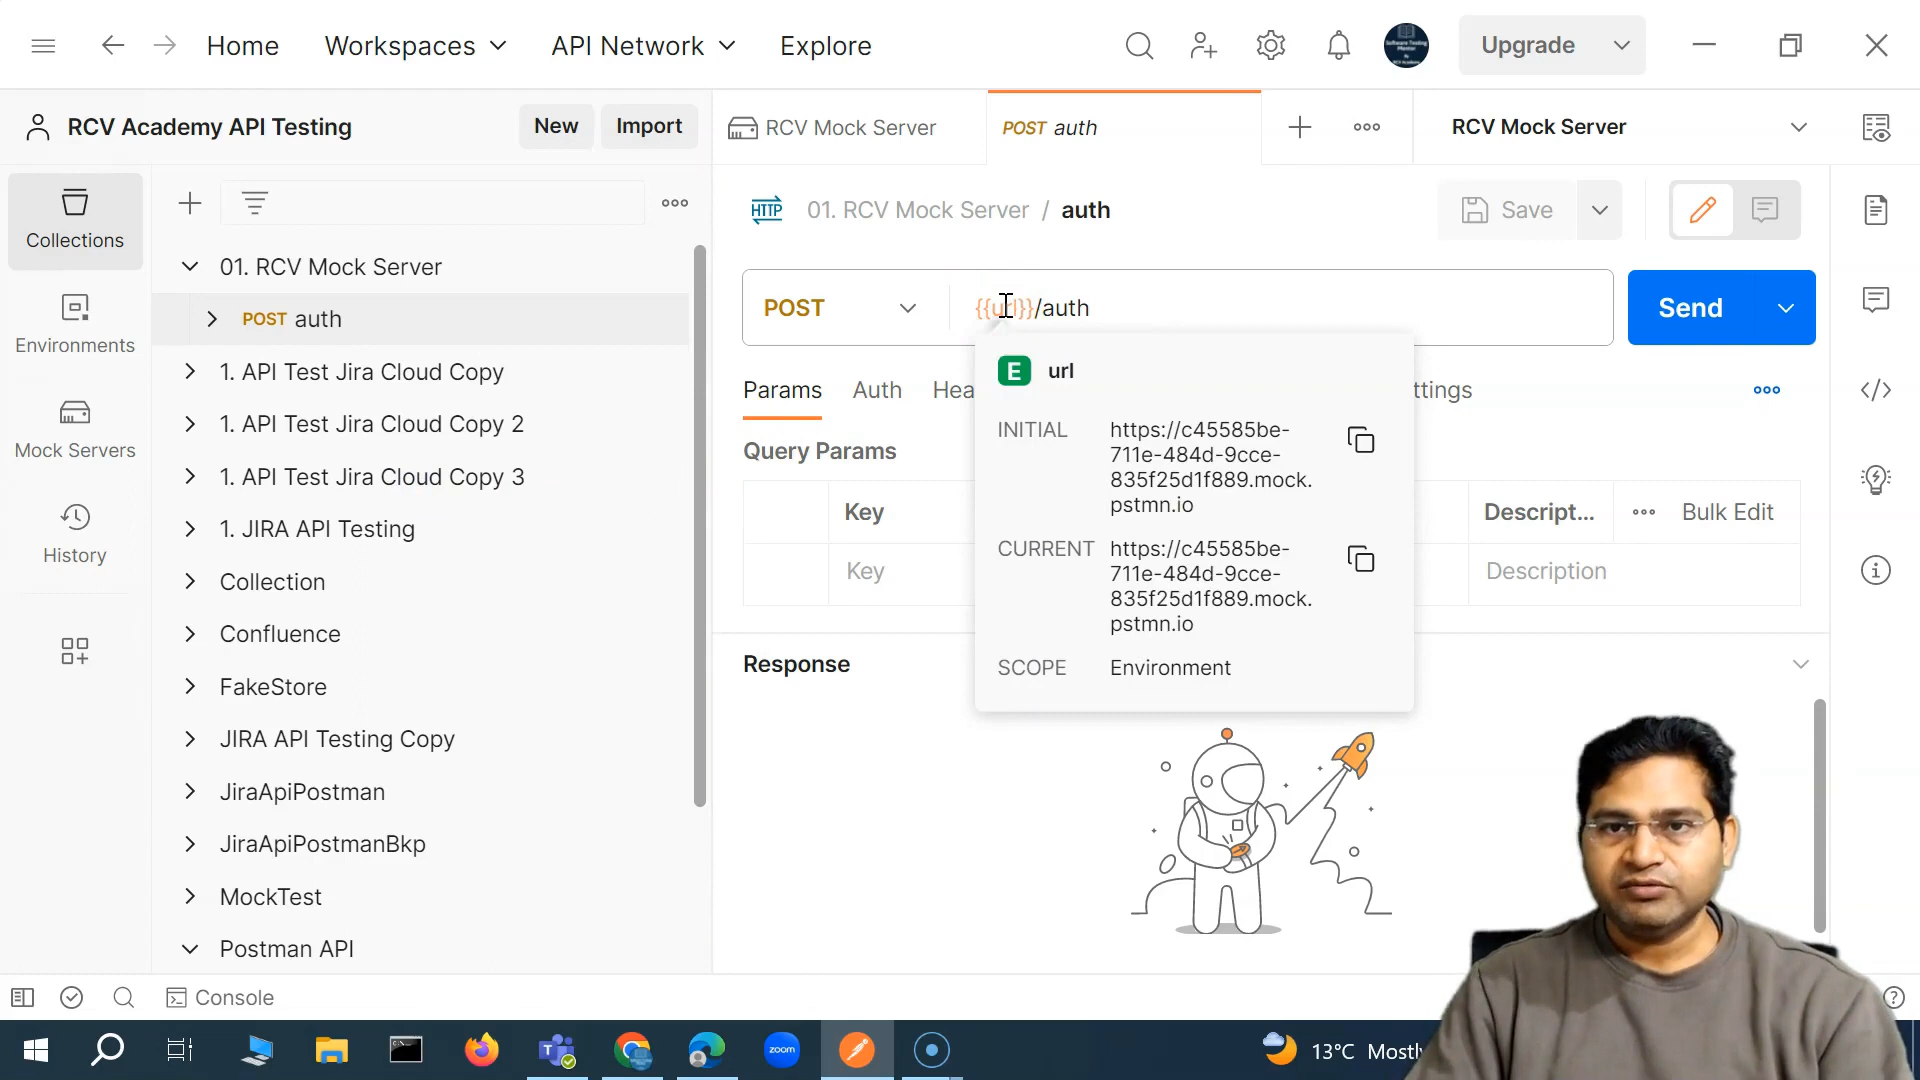 Home
Workspaces
API Network
Explore
Upgrade
RCV Academy API Testing
New
Import
RCV Mock Server
POST auth
RCV Mock Server
Collections
Environments
Mock Servers
History
01. RCV Mock Server
POST auth
1. API Test Jira Cloud Copy
1. API Test Jira Cloud Copy 2
1. API Test Jira Cloud Copy 3
1. JIRA API Testing
Collection
Confluence
FakeStore
JIRA API Testing Copy
JiraApiPostman
JiraApiPostmanBkp
MockTest
Postman API
HTTP
01. RCV Mock Server / auth
Save
POST
{{url}}/auth
Send
Params
Auth
Hea
ttings
Query Params
Key
Descript...
Bulk Edit
Key
Description
E url
INITIAL
https://c45585be-
711e-484d-9cce-
835f25d1f889.mock.
pstmn.io
CURRENT
https://c45585be-
711e-484d-9cce-
835f25d1f889.mock.
pstmn.io
SCOPE
Environment
Response
Console
zoom
13°C Mostly